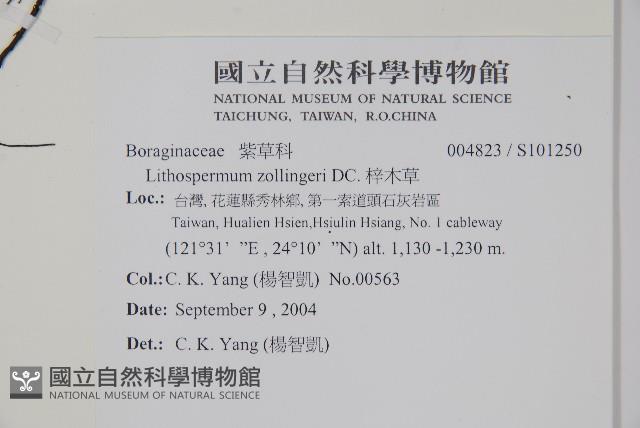 國立自然科學博物館
NATIONAL MUSEUM OF NATURAL SCIENCE
TAICHUNG, TAIWAN, R.O.CHINA
Boraginaceae 紫草科 004823 / S101250
Lithospermum zollingeri DC. 梓木草
Loc.: 台灣, 花蓮縣秀林鄉, 第一索道頭石灰岩區
Taiwan, Hualien Hsien,Hsiulin Hsiang, No. 1 cableway
(121°31’ ”E , 24°10’ ”N) alt. 1,130 -1,230 m.
Col.: C. K. Yang (楊智凱) No.00563
Date: September 9 , 2004
Det.: C. K. Yang (楊智凱)
國立自然科學博物館
NATIONAL MUSEUM OF NATURAL SCIENCE